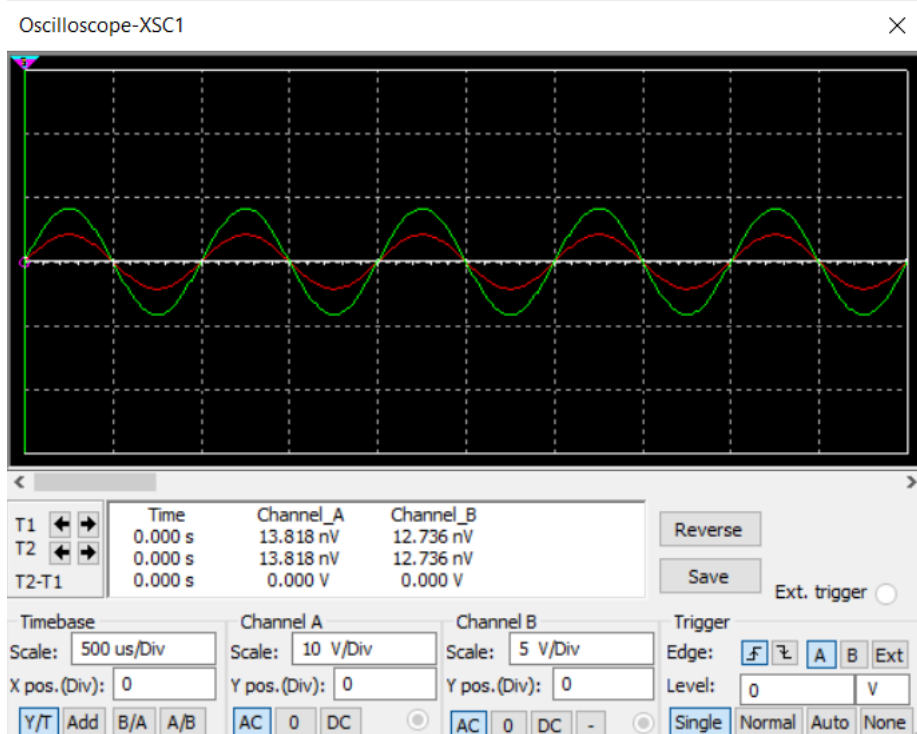 Oscilloscope-XSC1
Time Channel_A Channel_B
T1 0.000 s 13.818 nV 12.736 nV
T2 0.000 s 13.818 nV 12.736 nV
T2-T1 0.000 s 0.000 V 0.000 V
Reverse
Save
Ext. trigger
Timebase Channel A Channel B Trigger
Scale: 500 us/Div Scale: 10 V/Div Scale: 5 V/Div Edge: A B Ext
X pos.(Div): 0 Y pos.(Div): 0 Y pos.(Div): 0 Level: 0 V
Y/T Add B/A A/B AC 0 DC AC 0 DC - Single Normal Auto None